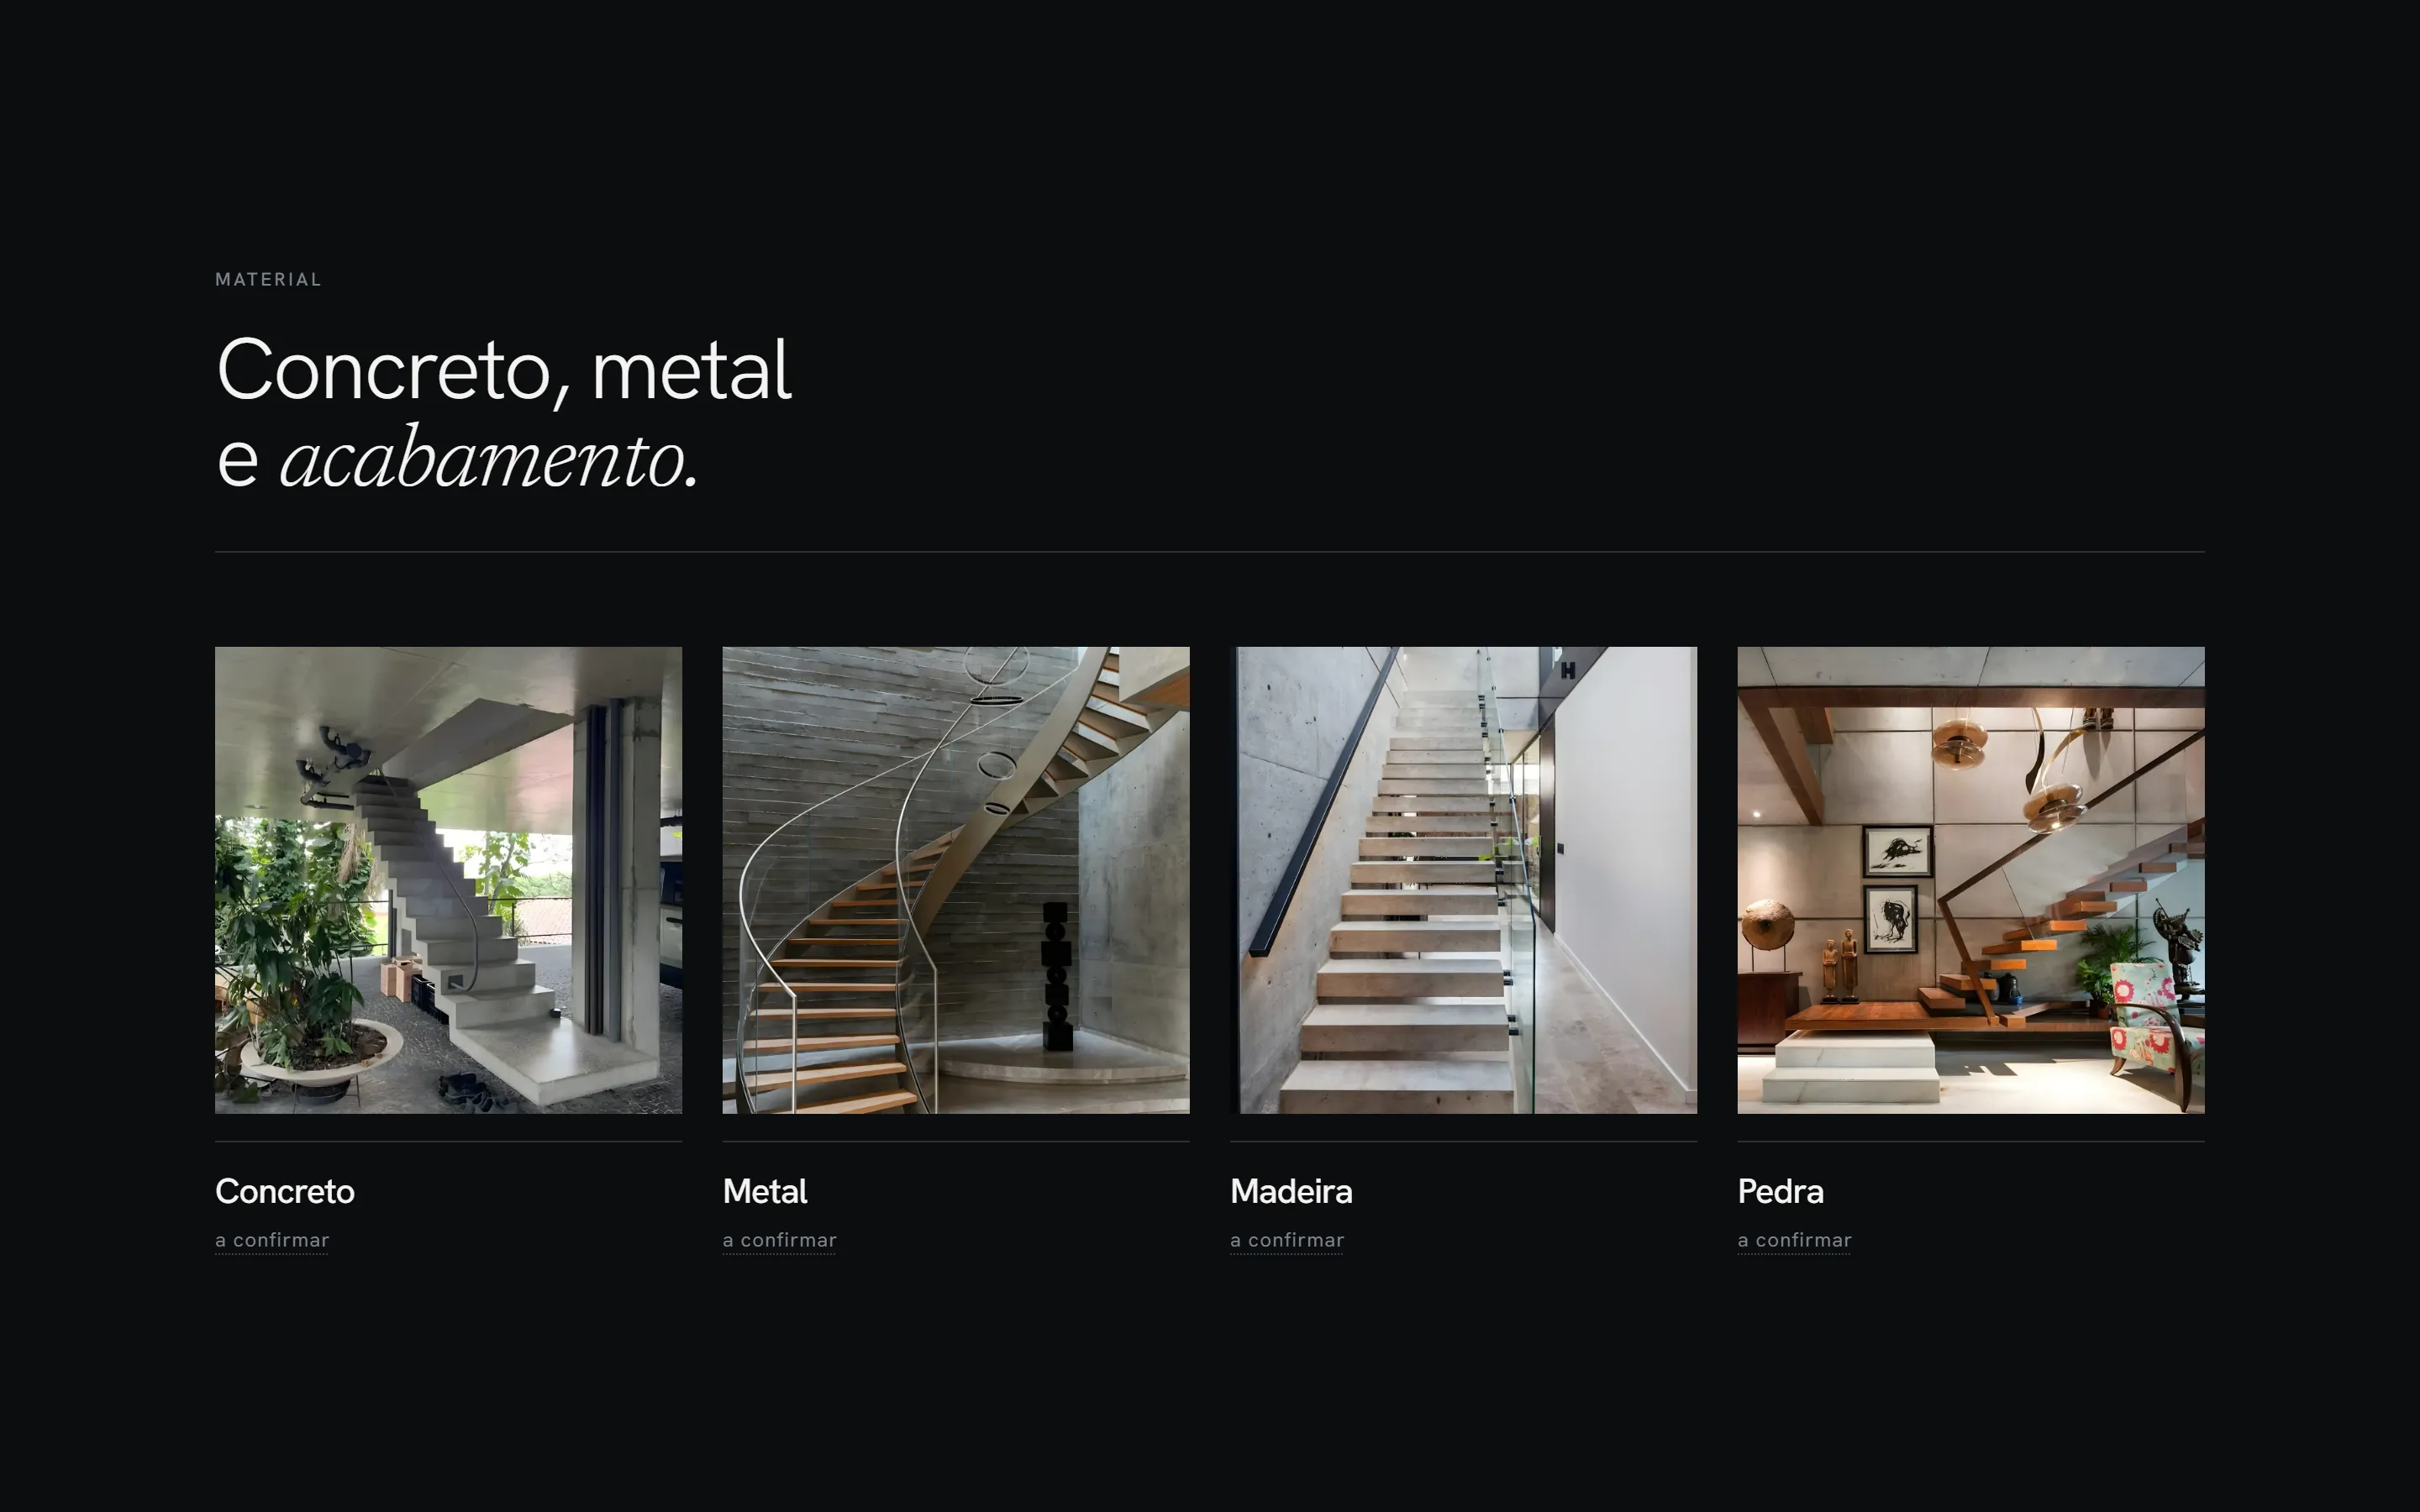 MATERIAL
Concreto, metal
e acabamento.
H
Concreto
a confirmar
Metal
a confirmar
Madeira
a confirmar
Pedra
a confirmar